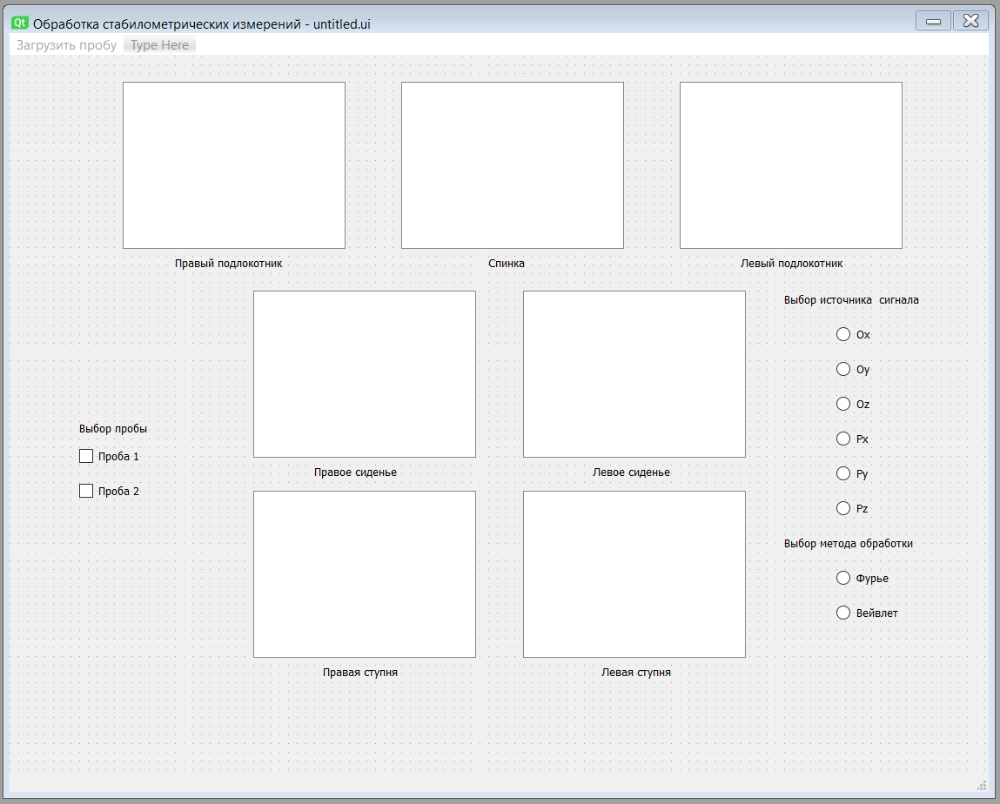 Qt Обработка стабилометрических измерений - untitled.ui
Загрузить пробу Type Here
Правый подлокотник
Спинка
Левый подлокотник
Выбор источника сигнала
Ox
Oy
Oz
Px
Py
Pz
Выбор пробы
Проба 1
Проба 2
Правое сиденье
Левое сиденье
Выбор метода обработки
Фурье
Вейвлет
Правая ступня
Левая ступня